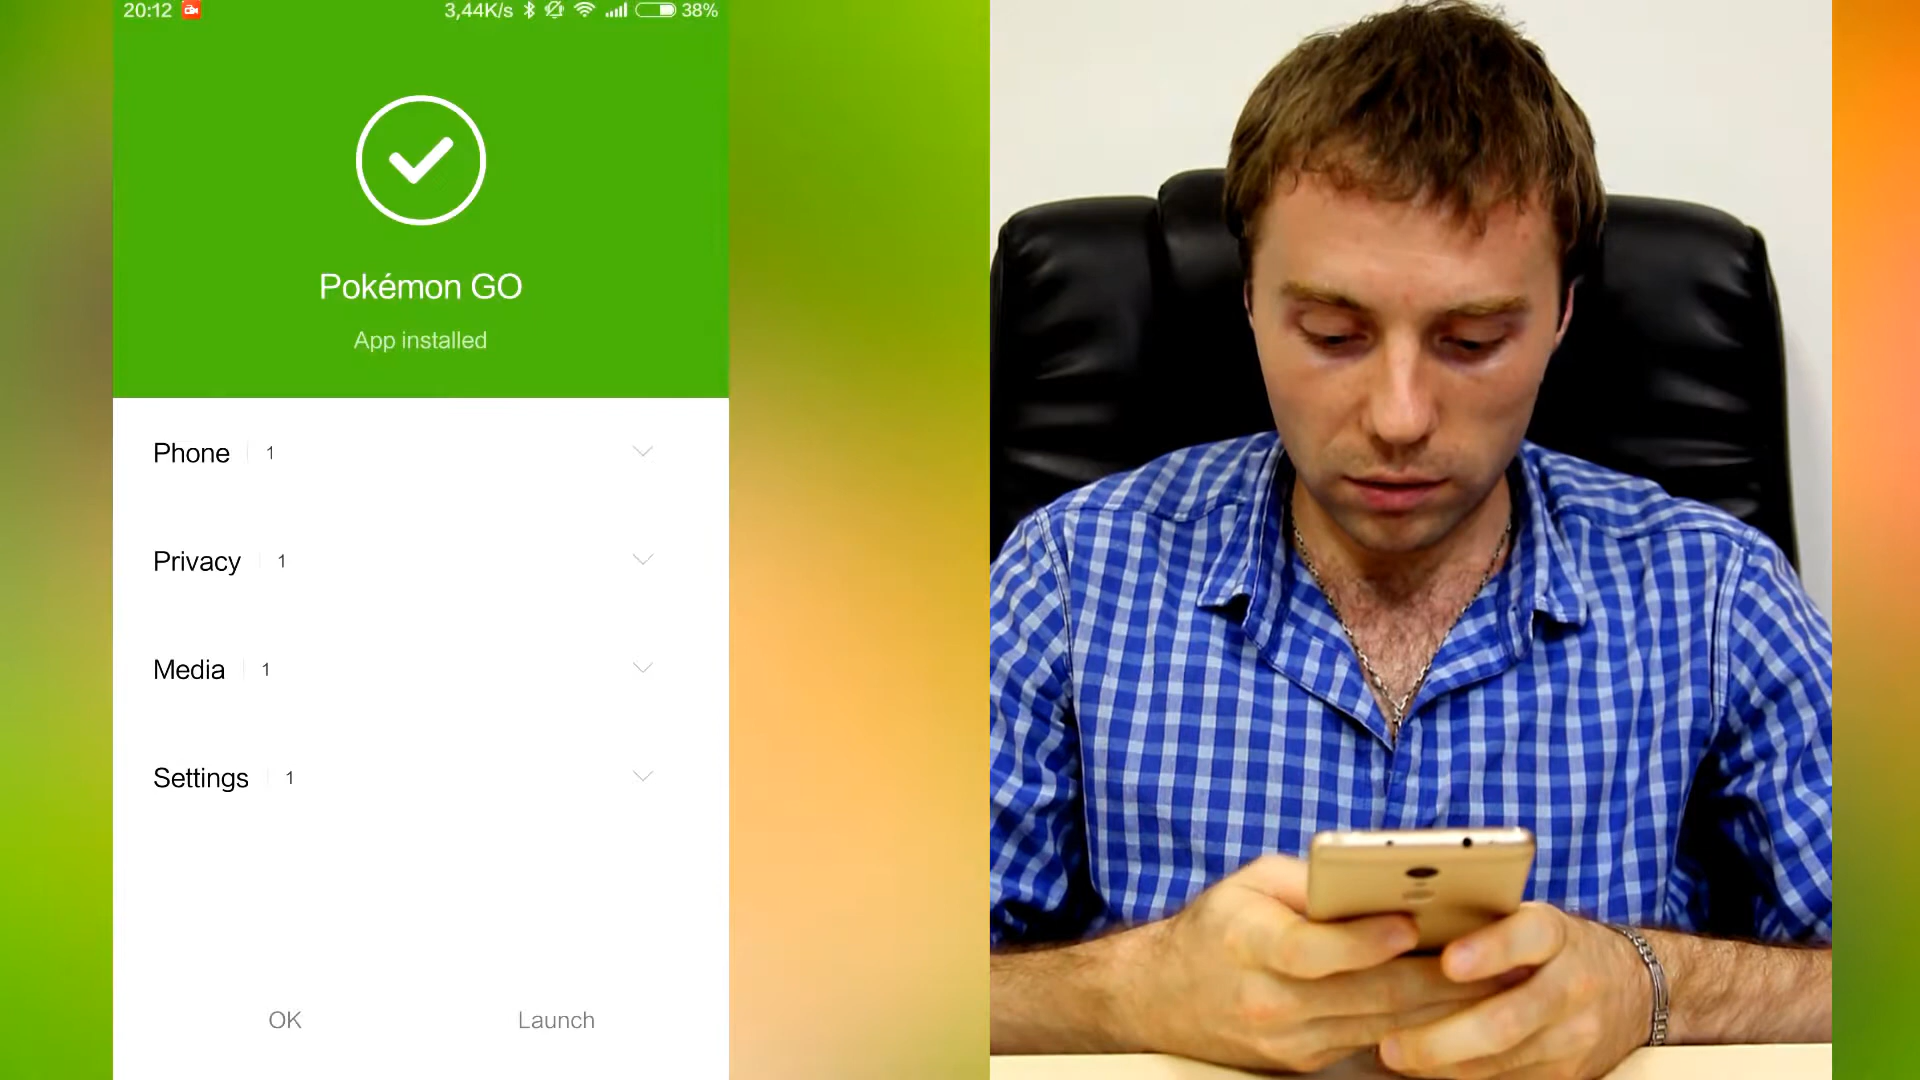 20:12 3,44K/s 38%
Pokémon GO
App installed
Phone 1
Privacy 1
Media 1
Settings 1
OK Launch